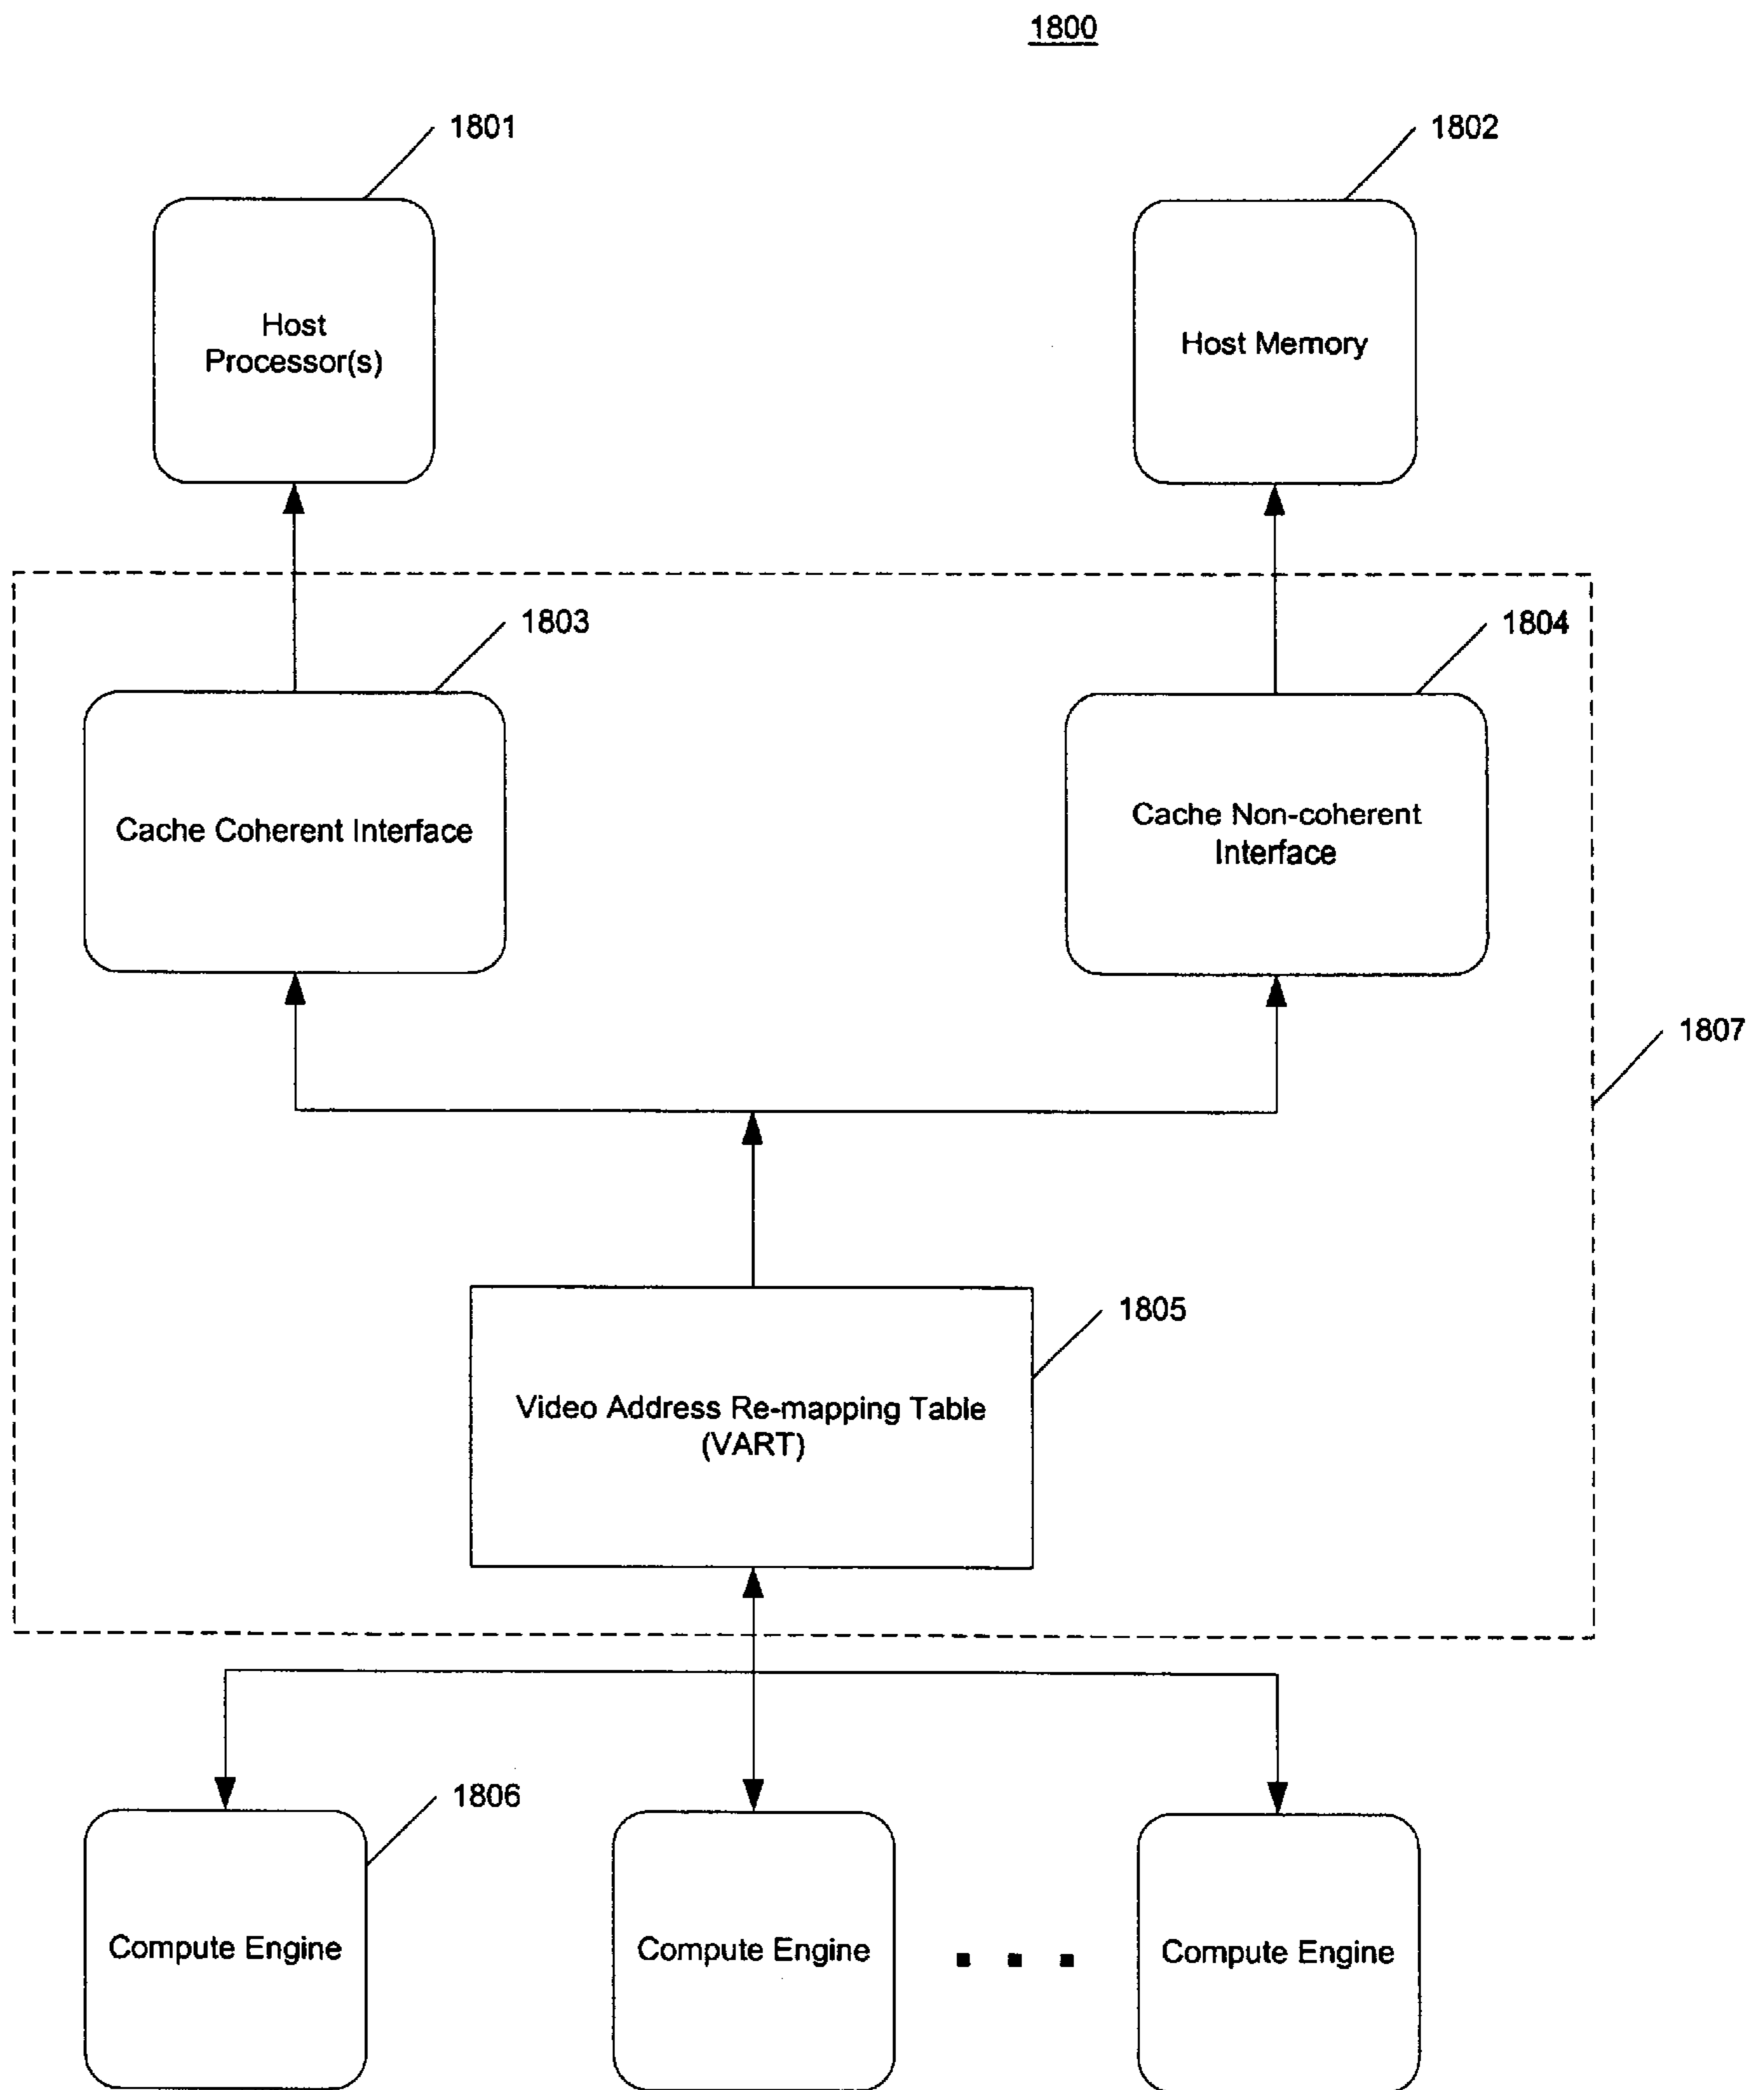 1800
1801
1802
Host
Processor(s)
Host Memory
1803
1804
Cache Coherent Interface
Cache Non-coherent
Interface
1807
1805
Video Address Re-mapping Table
(VART)
1806
Compute Engine
Compute Engine
Compute Engine